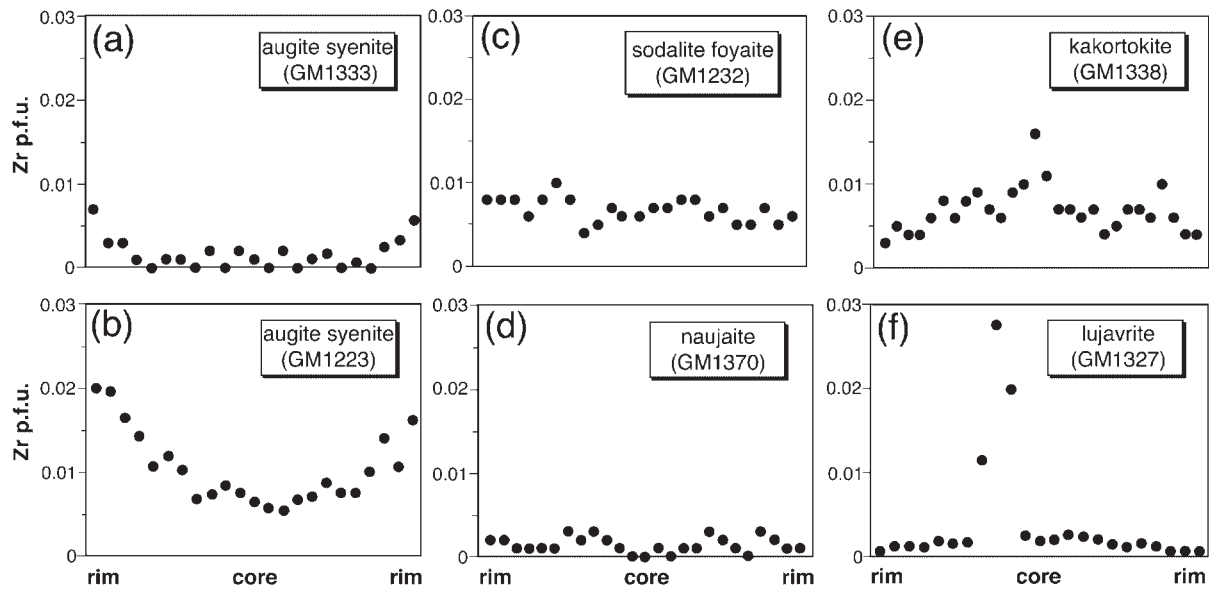 (a)
augite syenite
(GM1333)
Zr p.f.u.
0.03
0.02
0.01
0
(c)
sodalite foyaite
(GM1232)
0.03
0.02
0.01
0
(e)
kakortokite
(GM1338)
0.03
0.02
0.01
0
(b)
augite syenite
(GM1223)
Zr p.f.u.
0.03
0.02
0.01
0
rim core rim
(d)
naujaite
(GM1370)
0.03
0.02
0.01
0
rim core rim
(f)
lujavrite
(GM1327)
0.03
0.02
0.01
0
rim core rim